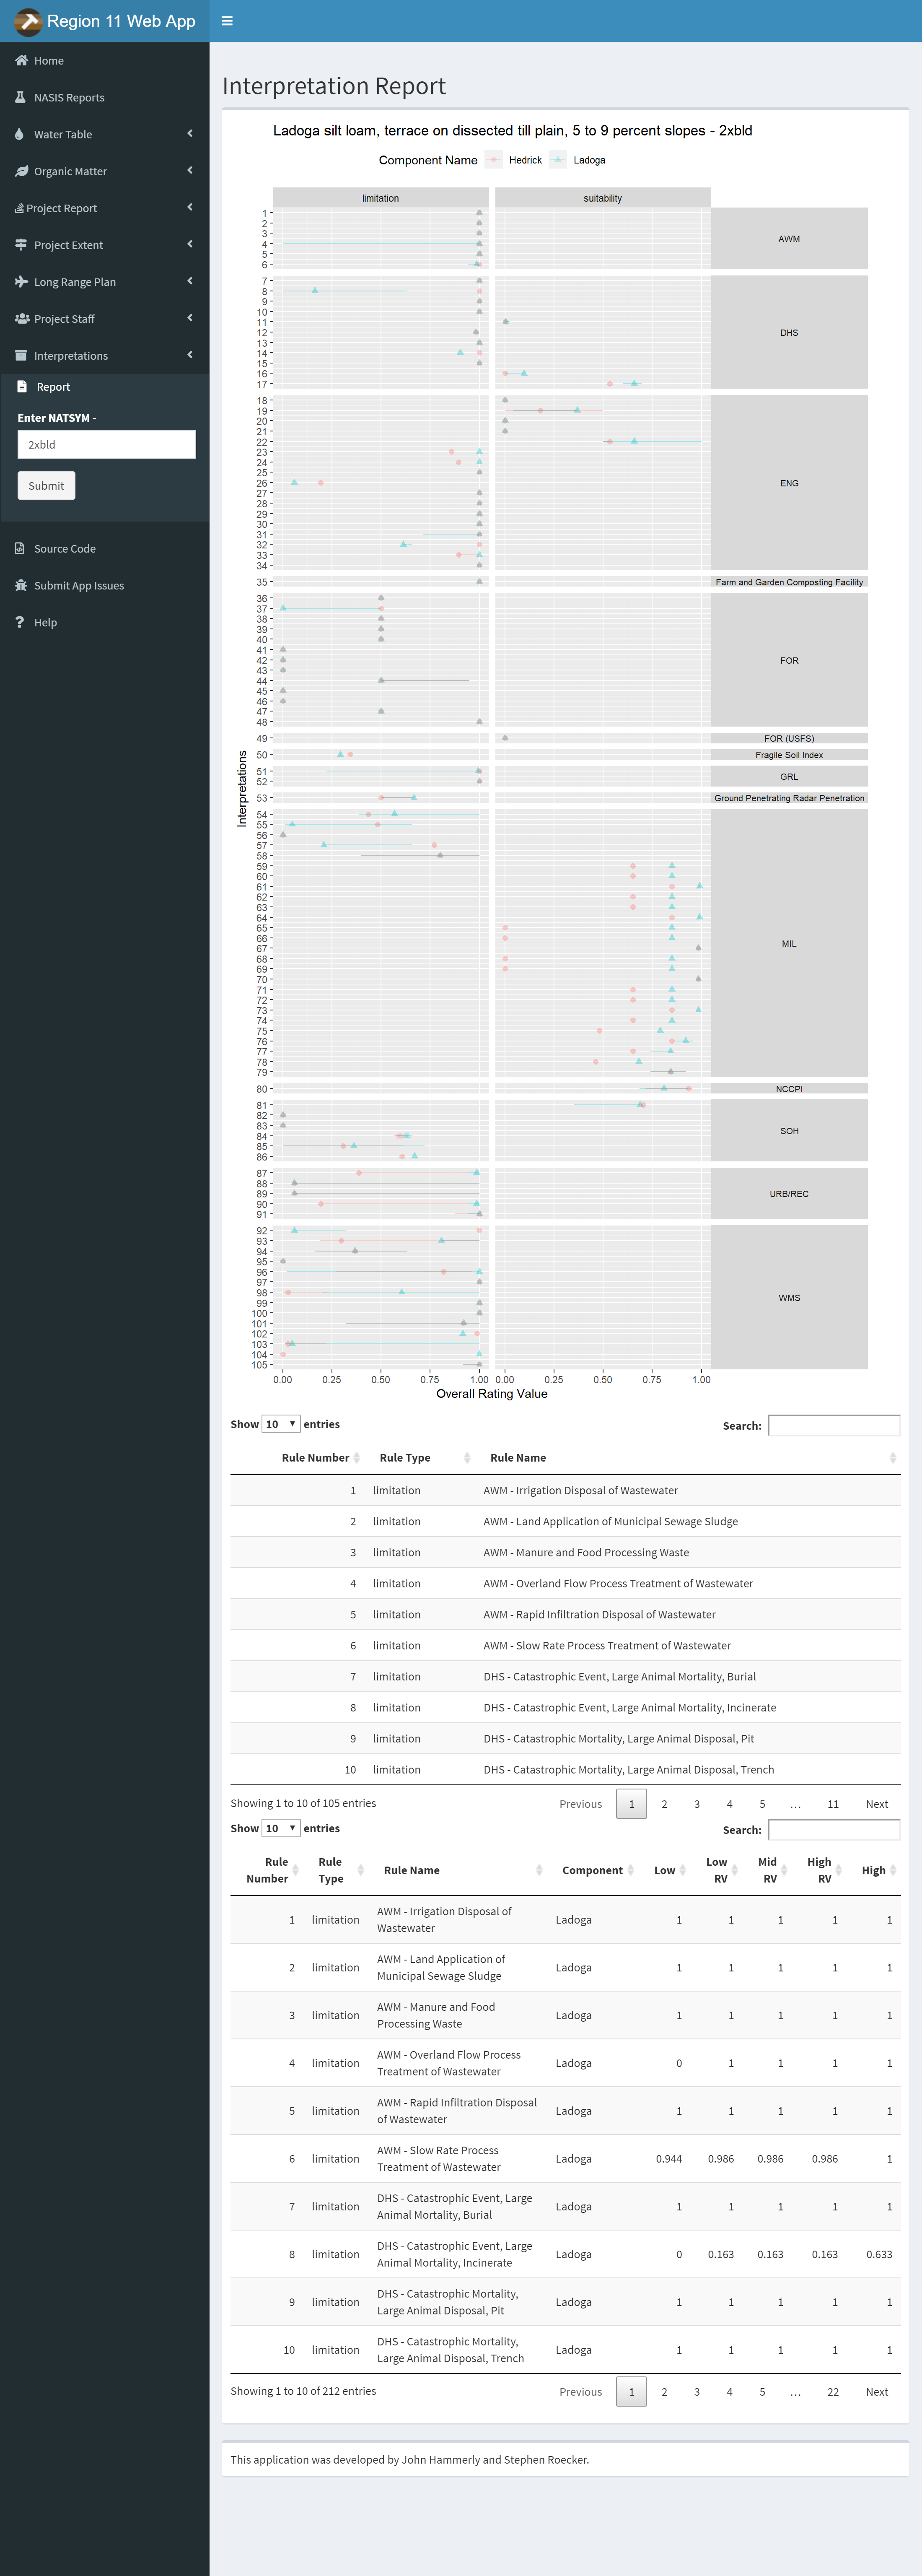 Region 11 Web App
Home
NASIS Reports
Water Table
Organic Matter
Project Report
Project Extent
Long Range Plan
Project Staff
Interpretations
Report
Enter NATSYM -
2xbld
Submit
Source Code
Submit App Issues
Help
Interpretation Report
Ladoga silt loam, terrace on dissected till plain, 5 to 9 percent slopes - 2xbld
Component Name Hedrick Ladoga
limitation suitability
1
2
3
4
5
6
AWM
7
8
9
10
11
12
13
14
15
16
17
DHS
18
19
20
21
22
23
24
25
26
27
28
29
30
31
32
33
34
ENG
35
Farm and Garden Composting Facility
36
37
38
39
40
41
42
43
44
45
46
47
48
FOR
49
FOR (USFS)
50
Fragile Soil Index
51
52
GRL
53
Ground Penetrating Radar Penetration
54
55
56
57
58
59
60
61
62
63
64
65
66
67
68
69
70
71
72
73
74
75
76
77
78
79
MIL
80
NCCPI
81
82
83
84
85
86
SOH
87
88
89
90
91
URB/REC
92
93
94
95
96
97
98
99
100
101
102
103
104
105
WMS
Interpretations
0.00 0.25 0.50 0.75 1.00 0.00 0.25 0.50 0.75 1.00
Overall Rating Value
Show 10 entries Search:
Rule Number Rule Type Rule Name
1 limitation AWM - Irrigation Disposal of Wastewater
2 limitation AWM - Land Application of Municipal Sewage Sludge
3 limitation AWM - Manure and Food Processing Waste
4 limitation AWM - Overland Flow Process Treatment of Wastewater
5 limitation AWM - Rapid Infiltration Disposal of Wastewater
6 limitation AWM - Slow Rate Process Treatment of Wastewater
7 limitation DHS - Catastrophic Event, Large Animal Mortality, Burial
8 limitation DHS - Catastrophic Event, Large Animal Mortality, Incinerate
9 limitation DHS - Catastrophic Mortality, Large Animal Disposal, Pit
10 limitation DHS - Catastrophic Mortality, Large Animal Disposal, Trench
Showing 1 to 10 of 105 entries Previous 1 2 3 4 5 … 11 Next
Show 10 entries Search:
Rule Rule Low Mid High
Number Type Rule Name Component Low RV RV RV High
AWM - Irrigation Disposal of
1 limitation Wastewater Ladoga 1 1 1 1 1
AWM - Land Application of
2 limitation Municipal Sewage Sludge Ladoga 1 1 1 1 1
AWM - Manure and Food
3 limitation Processing Waste Ladoga 1 1 1 1 1
AWM - Overland Flow Process
4 limitation Treatment of Wastewater Ladoga 0 1 1 1 1
AWM - Rapid Infiltration Disposal
5 limitation of Wastewater Ladoga 1 1 1 1 1
AWM - Slow Rate Process
6 limitation Treatment of Wastewater Ladoga 0.944 0.986 0.986 0.986 1
DHS - Catastrophic Event, Large
7 limitation Animal Mortality, Burial Ladoga 1 1 1 1 1
DHS - Catastrophic Event, Large
8 limitation Animal Mortality, Incinerate Ladoga 0 0.163 0.163 0.163 0.633
DHS - Catastrophic Mortality,
9 limitation Large Animal Disposal, Pit Ladoga 1 1 1 1 1
DHS - Catastrophic Mortality,
10 limitation Large Animal Disposal, Trench Ladoga 1 1 1 1 1
Showing 1 to 10 of 212 entries Previous 1 2 3 4 5 … 22 Next
This application was developed by John Hammerly and Stephen Roecker.